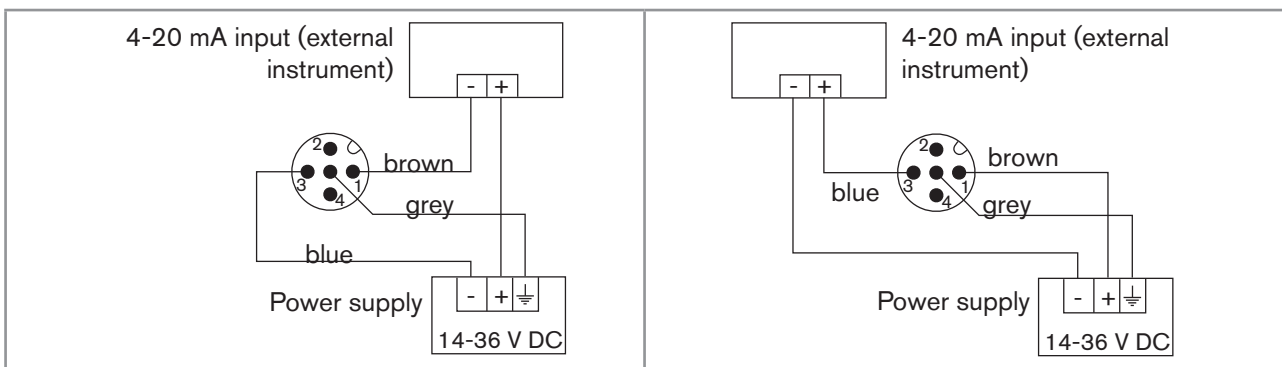 4-20 mA input (external
instrument)
- +
2
3
1
4
brown
grey
blue
Power supply
- +
14-36 V DC
4-20 mA input (external
instrument)
- +
2
3
1
4
brown
blue
grey
Power supply
- +
14-36 V DC